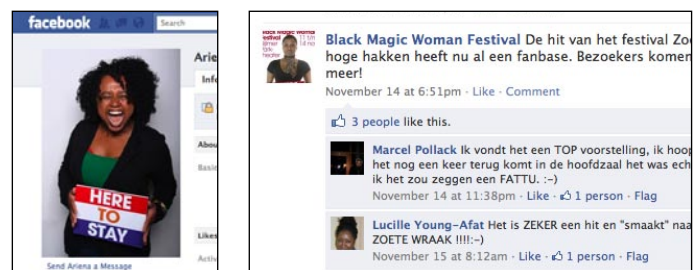 facebook
Search
Arie
Inf
Abou
Basic
HERE
TO
STAY
Likes
Activ
Send Ariena a Message
Black Magic Woman Festival De hit van het festival Zo
hoge hakken heeft nu al een fanbase. Bezoekers komen
meer!
November 14 at 6:51pm · Like · Comment
3 people like this.
Marcel Pollack Ik vondt het een TOP voorstelling, ik hoop
het nog een keer terug komt in de hoofdzaal het was ech
ik het zou zeggen een FATTU. :-)
November 14 at 11:38pm · Like · 1 person · Flag
Lucille Young-Afat Het is ZEKER een hit en "smaakt" naa
ZOETE WRAAK !!!!:-)
November 15 at 8:12am · Like · 1 person · Flag